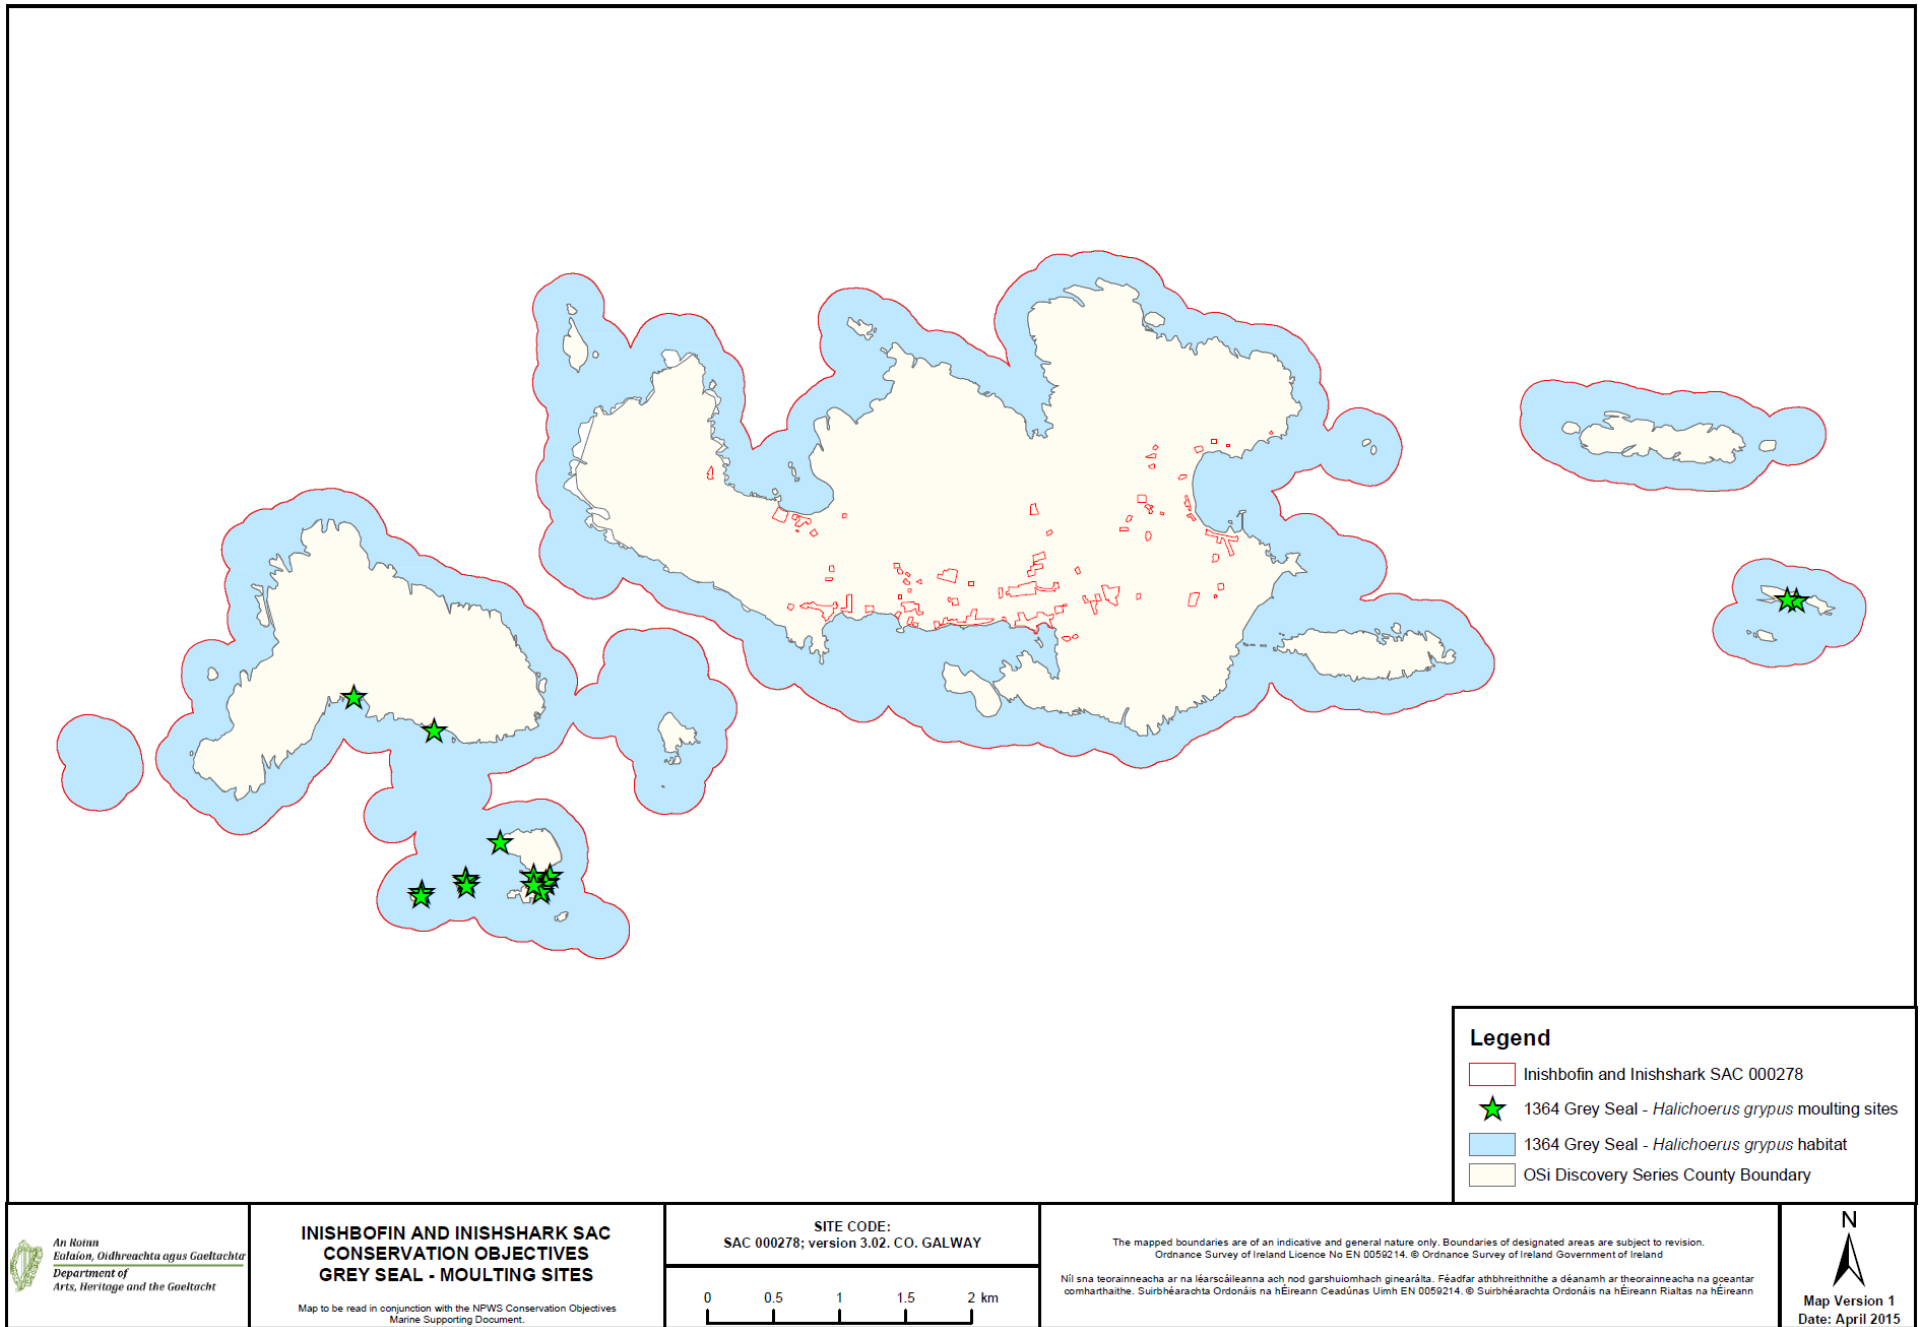 Legend
Inishbofin and Inishshark SAC 000278
1364 Grey Seal - Halichoerus grypus moulting sites
1364 Grey Seal - Halichoerus grypus habitat
OSi Discovery Series County Boundary
An Roinn
Ealaíon, Oidhreachta agus Gaeltachta
Department of
Arts, Heritage and the Gaeltacht
INISHBOFIN AND INISHSHARK SAC
CONSERVATION OBJECTIVES
GREY SEAL - MOULTING SITES
Map to be read in conjunction with the NPWS Conservation Objectives
Marine Supporting Document.
SITE CODE:
SAC 000278; version 3.02. CO. GALWAY
0 0.5 1 1.5 2 km
The mapped boundaries are of an indicative and general nature only. Boundaries of designated areas are subject to revision.
Ordnance Survey of Ireland Licence No EN 0059214. © Ordnance Survey of Ireland Government of Ireland
Níl sna teorainneacha ar na léarscáileanna ach nod garshuiomhach ginearálta. Féadfar athbhreithnithe a déanamh ar theorainneacha na gceantar
comharthaithe. Suirbhéarachta Ordonáis na hÉireann Ceadúnas Uimh EN 0059214. © Suirbhéarachta Ordonáis na hÉireann Rialtas na hÉireann
N
Map Version 1
Date: April 2015